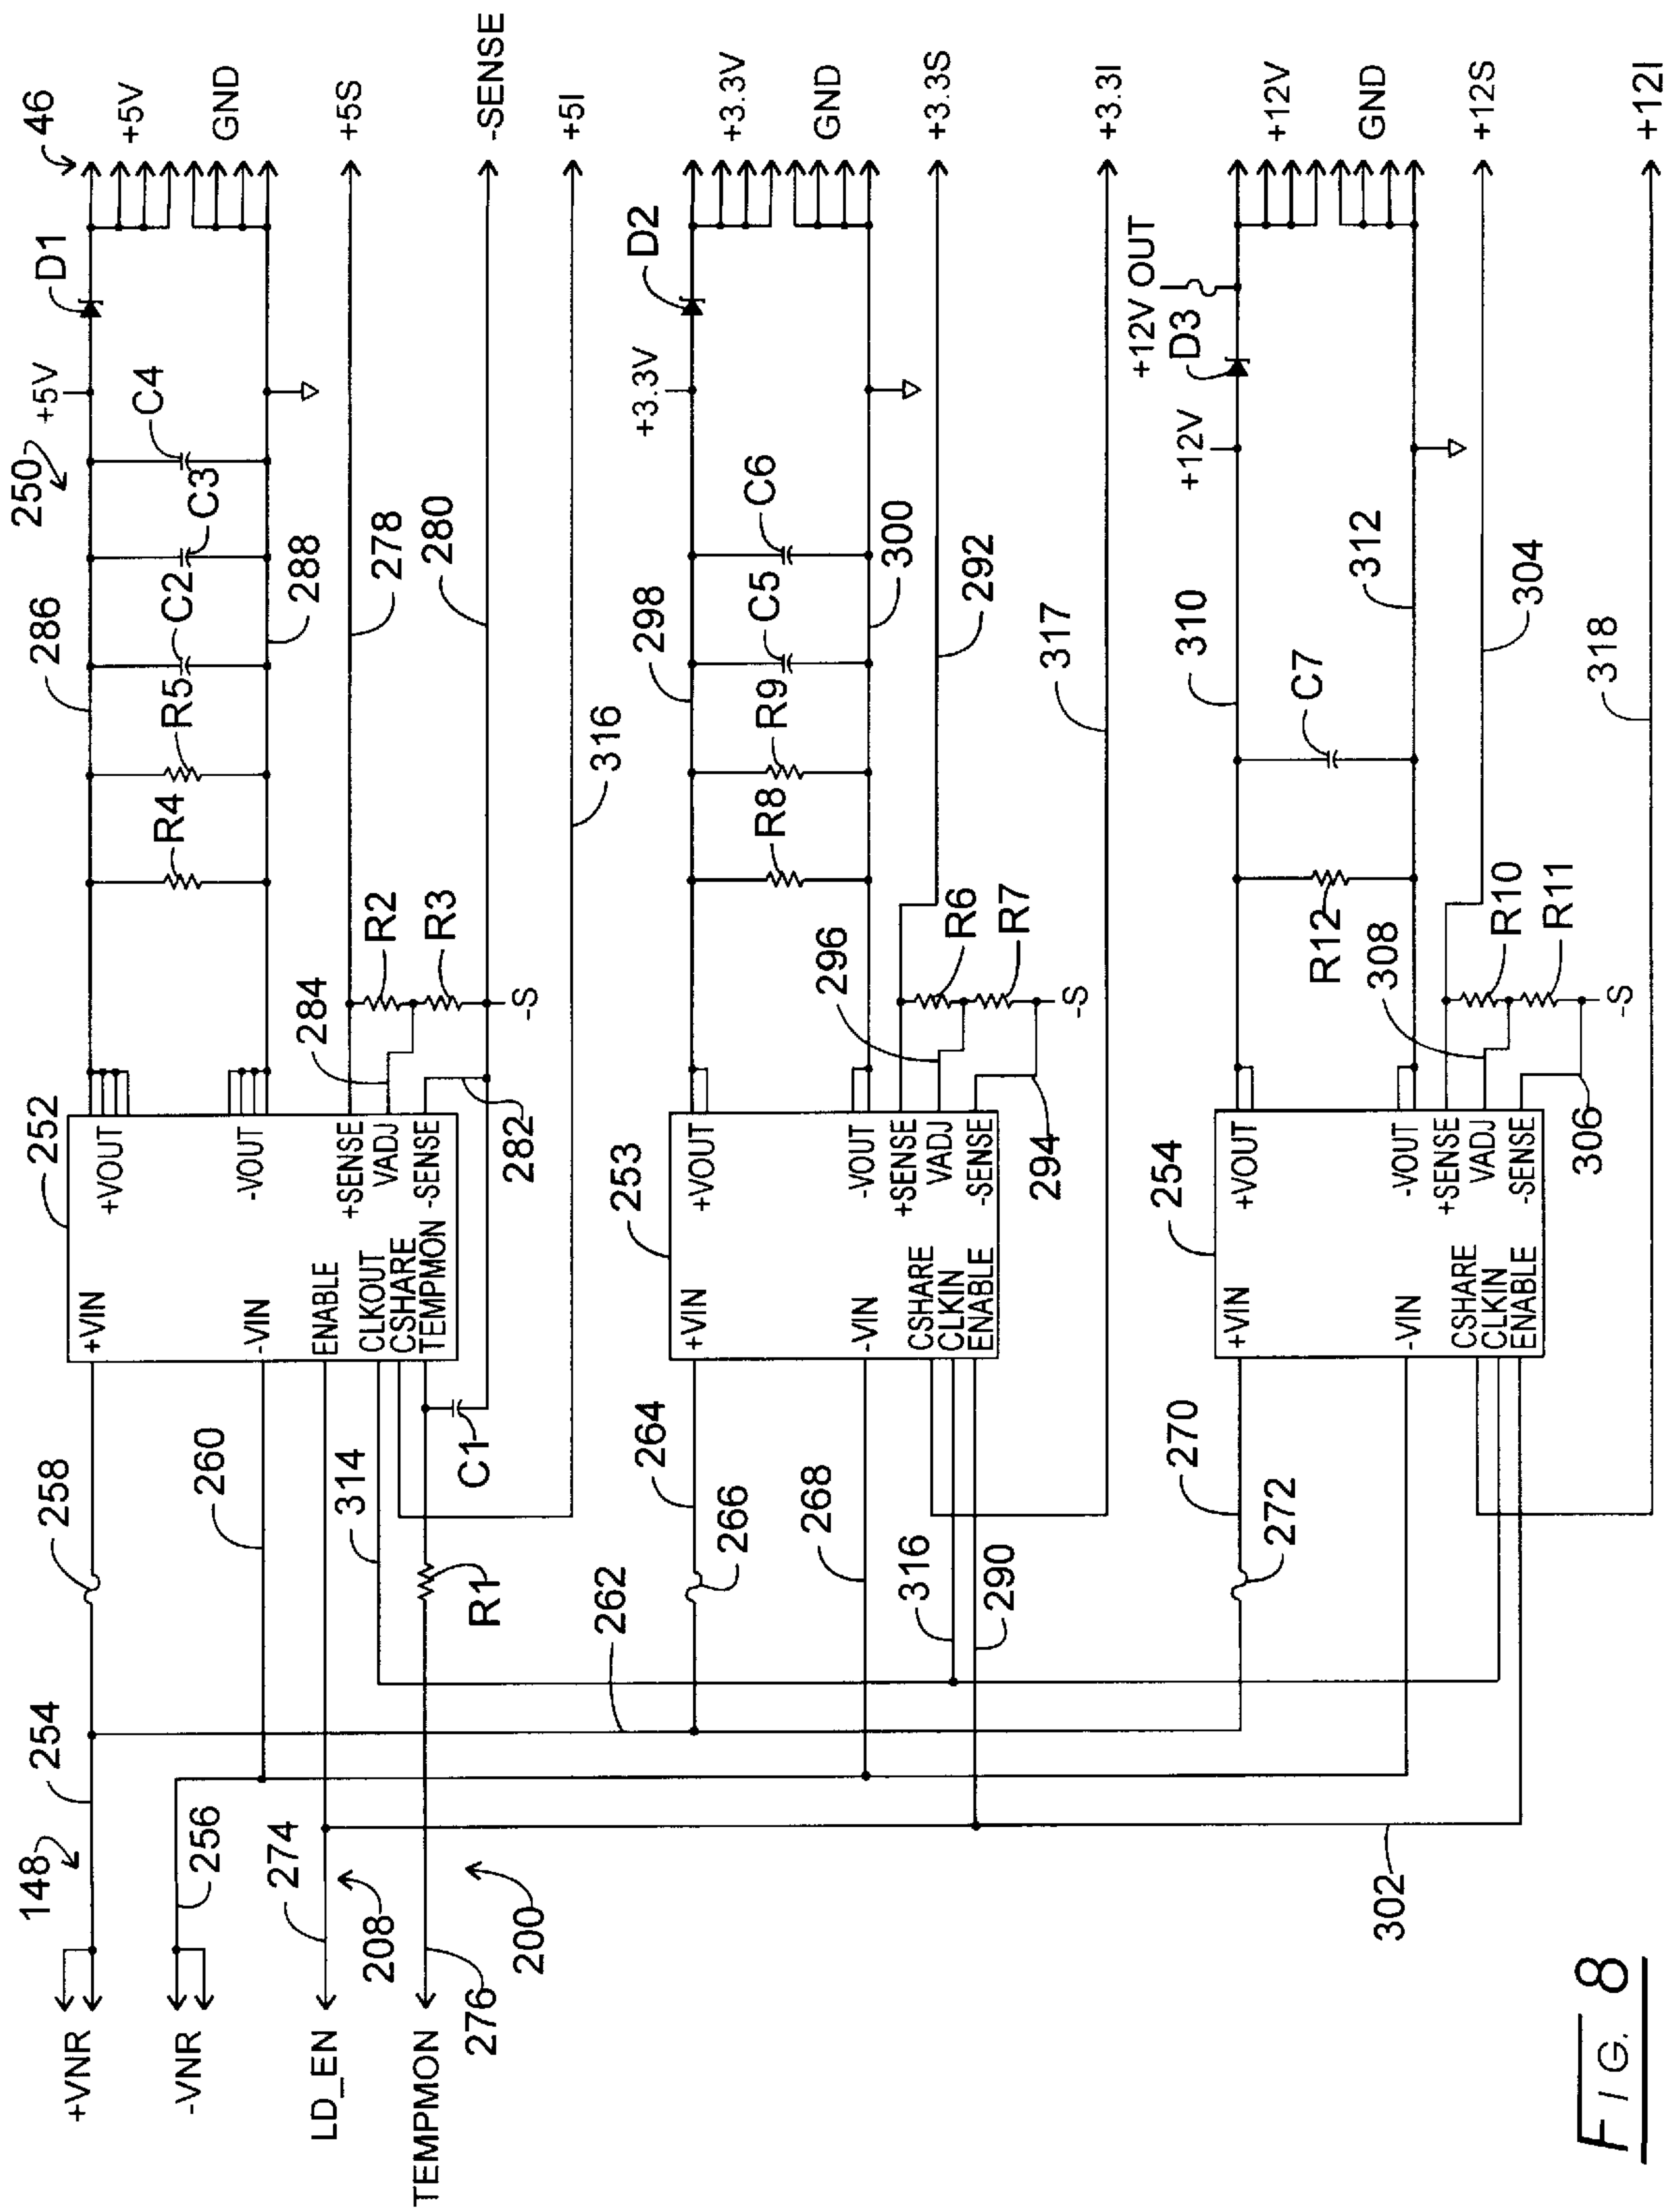 46
+5V
GND
+5S
-SENSE
+5I
D1
+5V
250
C4
C3
C2
R5
R4
286
288
278
280
316
R2
R3
284
-S
282
252
+VOUT
-VOUT
+SENSE
VADJ
-SENSE
+VIN
-VIN
ENABLE
CLKOUT
CSHARE
TEMPMON
258
260
314
C1
R1
254
148
256
274
208
276
200
+VNR
-VNR
LD_EN
TEMPMON
262
+3.3V
GND
+3.3S
+3.3I
D2
+3.3V
C6
C5
R9
R8
298
300
292
317
R6
R7
296
-S
294
253
+VOUT
-VOUT
+SENSE
VADJ
-SENSE
+VIN
-VIN
CSHARE
CLKIN
ENABLE
264
266
268
316
290
+12V
GND
+12S
+12I
+12V OUT
D3
+12V
310
312
304
318
C7
R12
R10
R11
308
-S
306
254
+VOUT
-VOUT
+SENSE
VADJ
-SENSE
+VIN
-VIN
CSHARE
CLKIN
ENABLE
270
272
302
FIG. 8